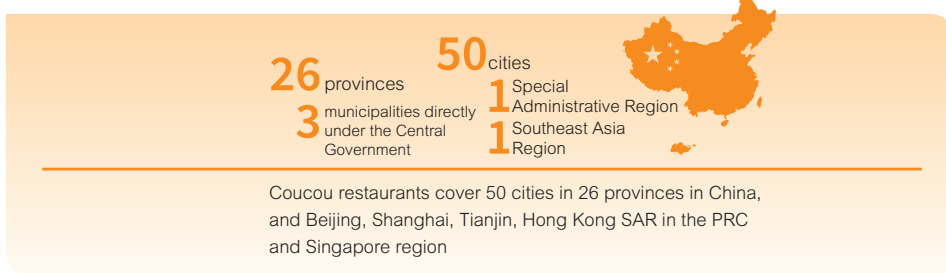 26 provinces
3 municipalities directly
under the Central
Government
50 cities
1 Special
Administrative Region
1 Southeast Asia
Region
Coucou restaurants cover 50 cities in 26 provinces in China,
and Beijing, Shanghai, Tianjin, Hong Kong SAR in the PRC
and Singapore region